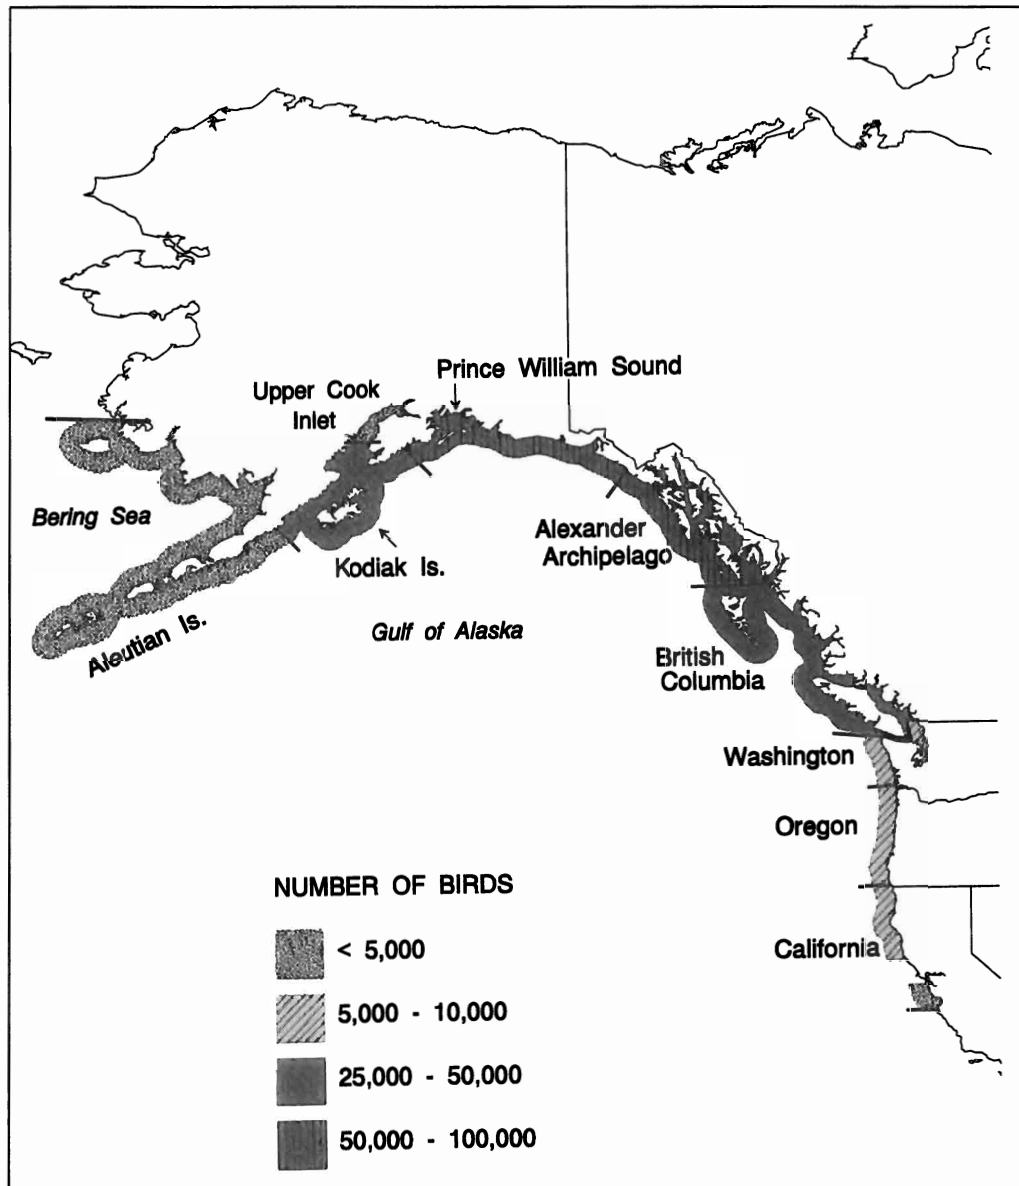 Prince William Sound
Upper Cook
Inlet
Bering Sea
Alexander
Archipelago
Kodiak Is.
Aleutian Is.
Gulf of Alaska
British
Columbia
Washington
Oregon
NUMBER OF BIRDS
California
< 5,000
5,000 - 10,000
25,000 - 50,000
50,000 - 100,000